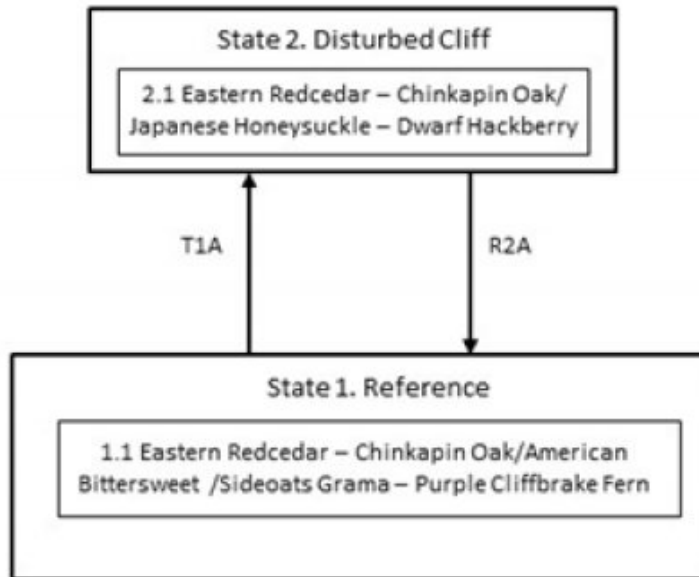 State 2. Disturbed Cliff
2.1 Eastern Redcedar – Chinkapin Oak/
Japanese Honeysuckle – Dwarf Hackberry
T1A
R2A
State 1. Reference
1.1 Eastern Redcedar – Chinkapin Oak/American
Bittersweet /Sideoats Grama – Purple Cliffbrake Fern